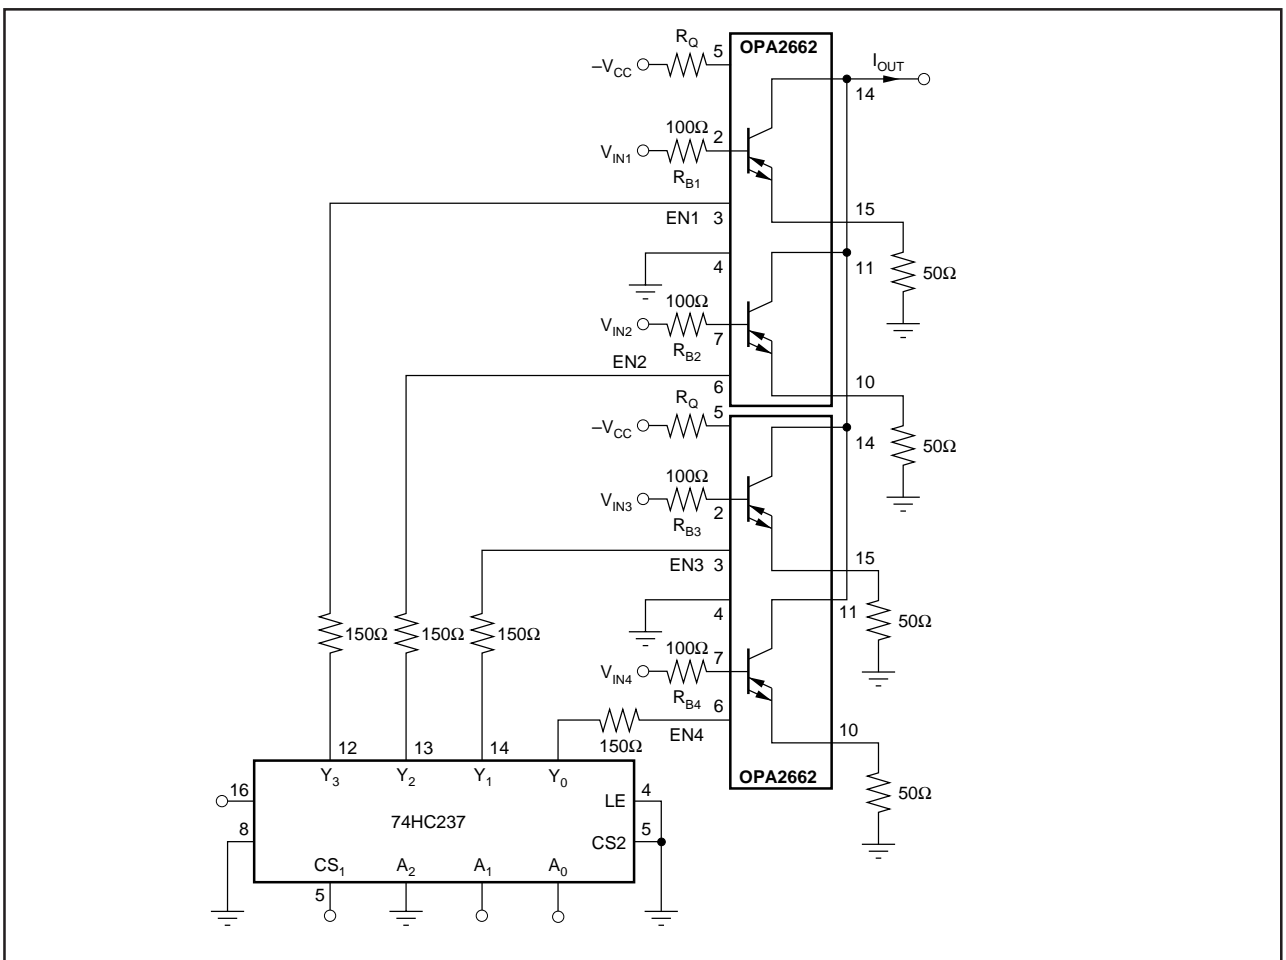 R_Q
5
OPA2662
–V_CC
I_OUT
14
100Ω
2
V_IN1
R_B1
15
EN1 3
4
11
50Ω
100Ω
V_IN2
7
R_B2
EN2
10
6
R_Q
5
–V_CC
14
50Ω
100Ω
V_IN3
2
R_B3
15
EN3 3
4
11
50Ω
150Ω 150Ω 150Ω
100Ω
7
V_IN4
R_B4
6
EN4
10
150Ω
12 13 14
Y_3 Y_2 Y_1 Y_0
OPA2662
50Ω
16
LE 4
74HC237
8
CS2 5
CS_1 A_2 A_1 A_0
5